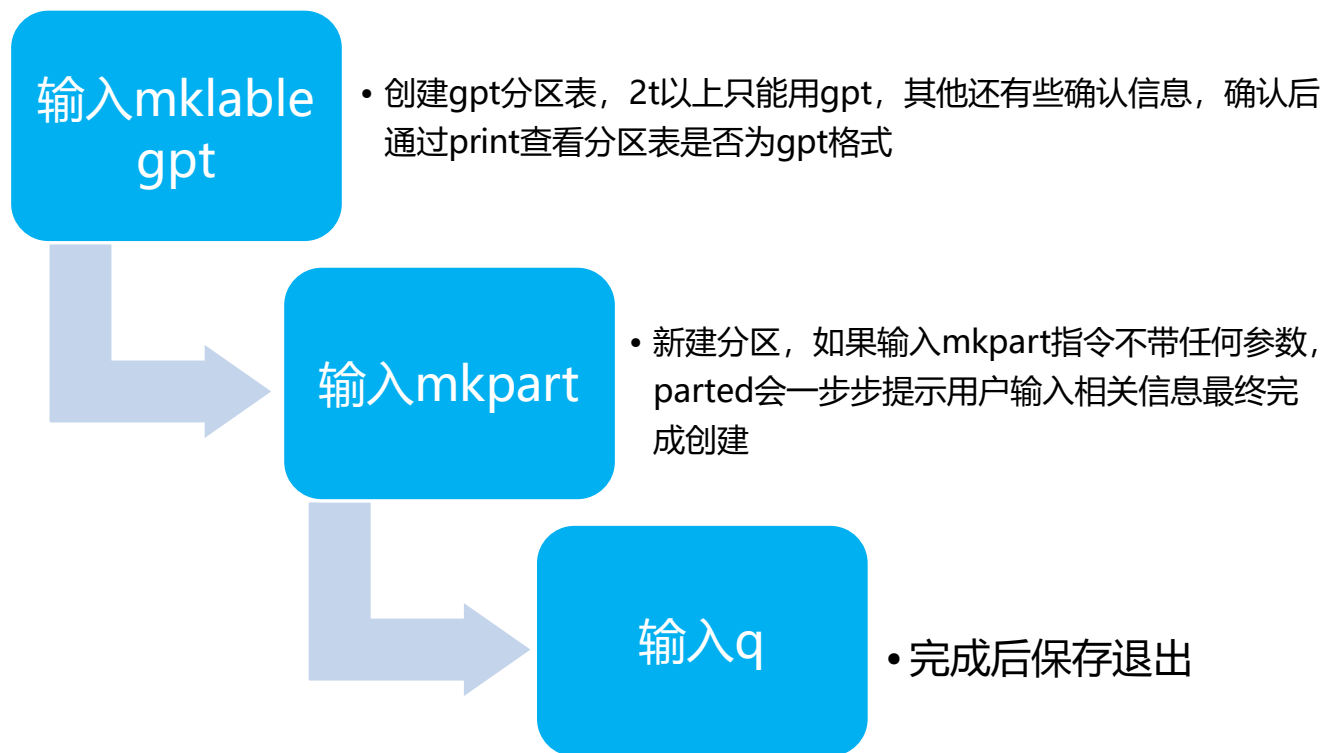 输入mklable
gpt
• 创建gpt分区表，2t以上只能用gpt，其他还有些确认信息，确认后
通过print查看分区表是否为gpt格式
输入mkpart
• 新建分区，如果输入mkpart指令不带任何参数，
parted会一步步提示用户输入相关信息最终完
成创建
输入q
• 完成后保存退出